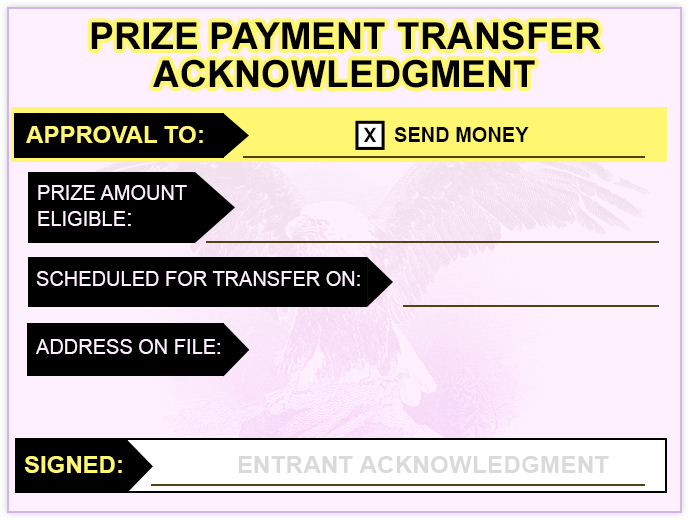 PRIZE PAYMENT TRANSFER
ACKNOWLEDGMENT
APPROVAL TO:
X SEND MONEY
PRIZE AMOUNT
ELIGIBLE:
SCHEDULED FOR TRANSFER ON:
ADDRESS ON FILE:
SIGNED:
ENTRANT ACKNOWLEDGMENT